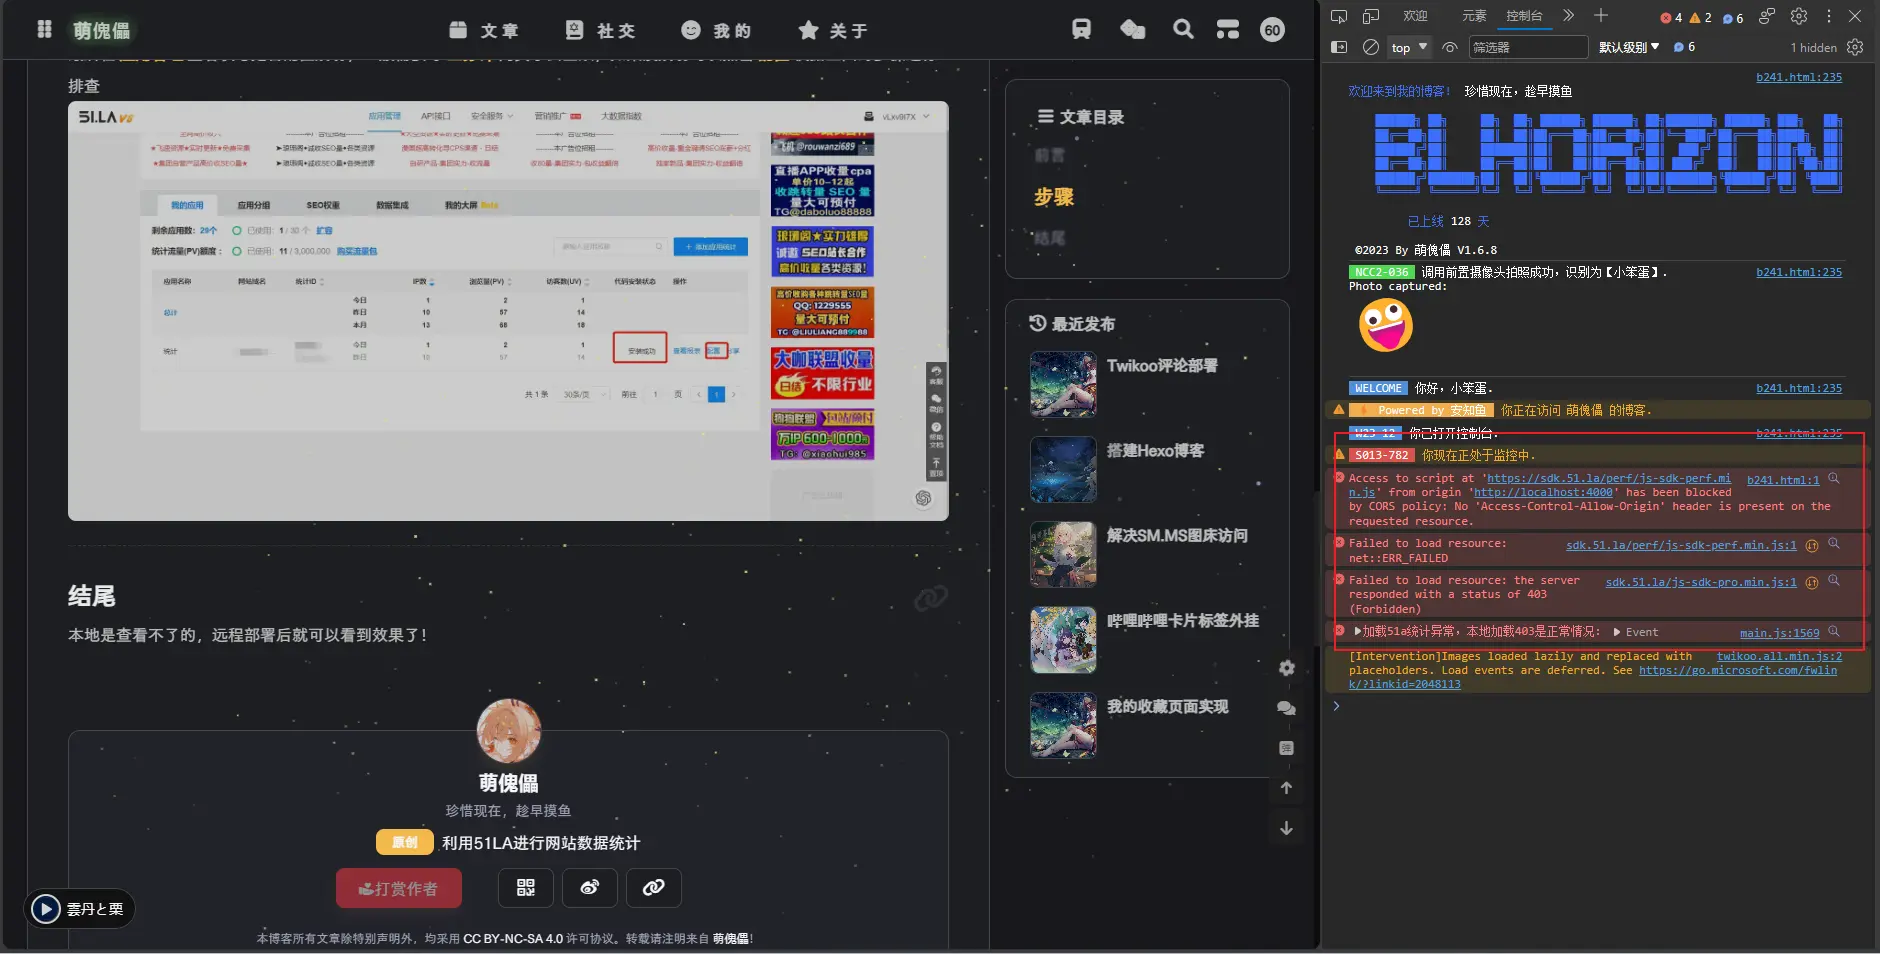 萌傀儡
文章
社交
我的
关于
60
排查
51.LA V6
应用管理
API接口
安全服务
营销推广
大数据指数
vLxv9l7X
我的应用
应用分组
SEO权重
数据集成
我的大屏 Beta
剩余应用数: 29个
已使用: 1 / 30 个
扩容
统计流量(PV)额度:
已使用: 11 / 3,000,000
购买流量包
+ 添加应用统计
应用名称
网站域名
统计ID
IP数
浏览量(PV)
访客数(UV)
代码安装状态
操作
总计
今日 1 2 1
昨日 10 57 14
本月 13 68 18
统计
今日 1 2 1
昨日 10 57 14
安装成功
查看报表
配置
共 1 条
30条/页
前往 1 页
1
飞机 @rouwanzi689
直播APP收量cpa
单价10-12起
收跳转量 SEO 量
量大可预付
TG@daboluo88888
琅琊阁★实力雄厚
诚邀 SEO站长合作
高价收量各类资源!
高价收购各种跳转量SEO量
QQ: 1229555
量大可预付
TG @LIULIANG889988
大咖联盟收量
日结 不限行业
狗狗联盟
万IP 600-1000元
TG: @xiaohui985
结尾
本地是查看不了的，远程部署后就可以看到效果了！
萌傀儡
珍惜现在，趁早摸鱼
原创 利用51LA进行网站数据统计
打赏作者
本博客所有文章除特别声明外，均采用 CC BY-NC-SA 4.0 许可协议。转载请注明来自 萌傀儡！
雲丹と栗
文章目录
前言
步骤
结尾
最近发布
Twikoo评论部署
搭建Hexo博客
解决SM.MS图床访问
哔哩哔哩卡片标签外挂
我的收藏页面实现
欢迎
元素
控制台
4
2
6
top
筛选器
默认级别
6
1 hidden
b241.html:235
欢迎来到我的博客! 珍惜现在，趁早摸鱼
已上线 128 天
©2023 By 萌傀儡 V1.6.8
NCC2-036 调用前置摄像头拍照成功，识别为【小笨蛋】.
b241.html:235
Photo captured:
WELCOME 你好，小笨蛋.
b241.html:235
Powered by 安知鱼 你正在访问 萌傀儡 的博客.
W23-12 你已打开控制台.
b241.html:235
S013-782 你现在正处于监控中.
Access to script at 'https://sdk.51.la/perf/js-sdk-perf.mi
b241.html:1
n.js' from origin 'http://localhost:4000' has been blocked
by CORS policy: No 'Access-Control-Allow-Origin' header is present on the
requested resource.
Failed to load resource:
sdk.51.la/perf/js-sdk-perf.min.js:1
net::ERR_FAILED
Failed to load resource: the server
sdk.51.la/js-sdk-pro.min.js:1
responded with a status of 403
(Forbidden)
加载51a统计异常，本地加载403是正常情况: Event
main.js:1569
[Intervention]Images loaded lazily and replaced with
twikoo.all.min.js:2
placeholders. Load events are deferred. See https://go.microsoft.com/fwlin
k/?linkid=2048113